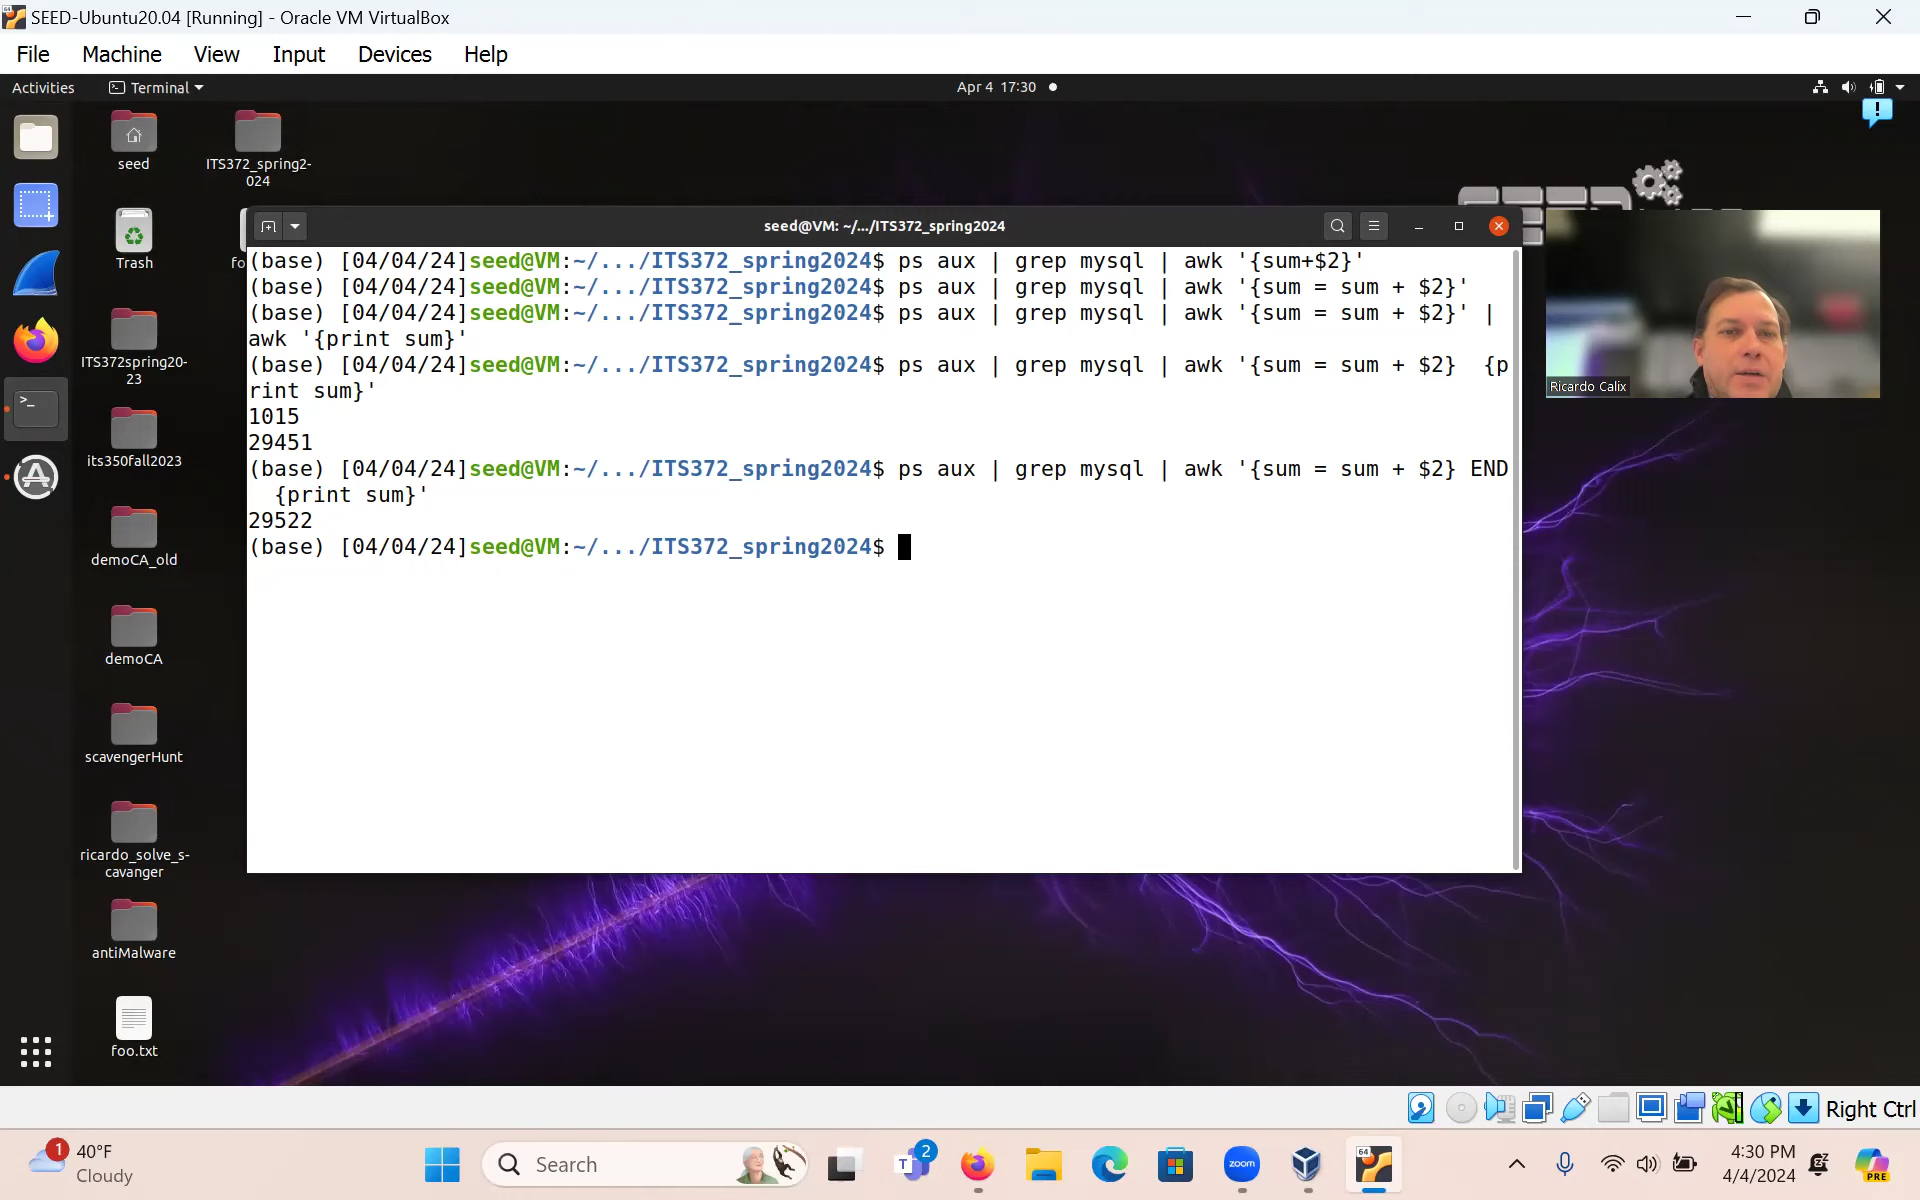 SEED-Ubuntu20.04 [Running] - Oracle VM VirtualBox
File Machine View Input Devices Help
Activities Terminal Apr 4 17:30
seed
ITS372_spring2-
024
Trash
fo
ITS372spring20-
23
its350fall2023
demoCA_old
demoCA
scavengerHunt
ricardo_solve_s-
cavanger
antiMalware
foo.txt
seed@VM: ~/.../ITS372_spring2024
(base) [04/04/24]seed@VM:~/.../ITS372_spring2024$ ps aux | grep mysql | awk '{sum+$2}'
(base) [04/04/24]seed@VM:~/.../ITS372_spring2024$ ps aux | grep mysql | awk '{sum = sum + $2}'
(base) [04/04/24]seed@VM:~/.../ITS372_spring2024$ ps aux | grep mysql | awk '{sum = sum + $2}' |
awk '{print sum}'
(base) [04/04/24]seed@VM:~/.../ITS372_spring2024$ ps aux | grep mysql | awk '{sum = sum + $2}  {p
rint sum}'
1015
29451
(base) [04/04/24]seed@VM:~/.../ITS372_spring2024$ ps aux | grep mysql | awk '{sum = sum + $2} END
  {print sum}'
29522
(base) [04/04/24]seed@VM:~/.../ITS372_spring2024$
Ricardo Calix
Right Ctrl
1
40°F
Cloudy
Search
T
2
zoom
64
4:30 PM
4/4/2024
PRE